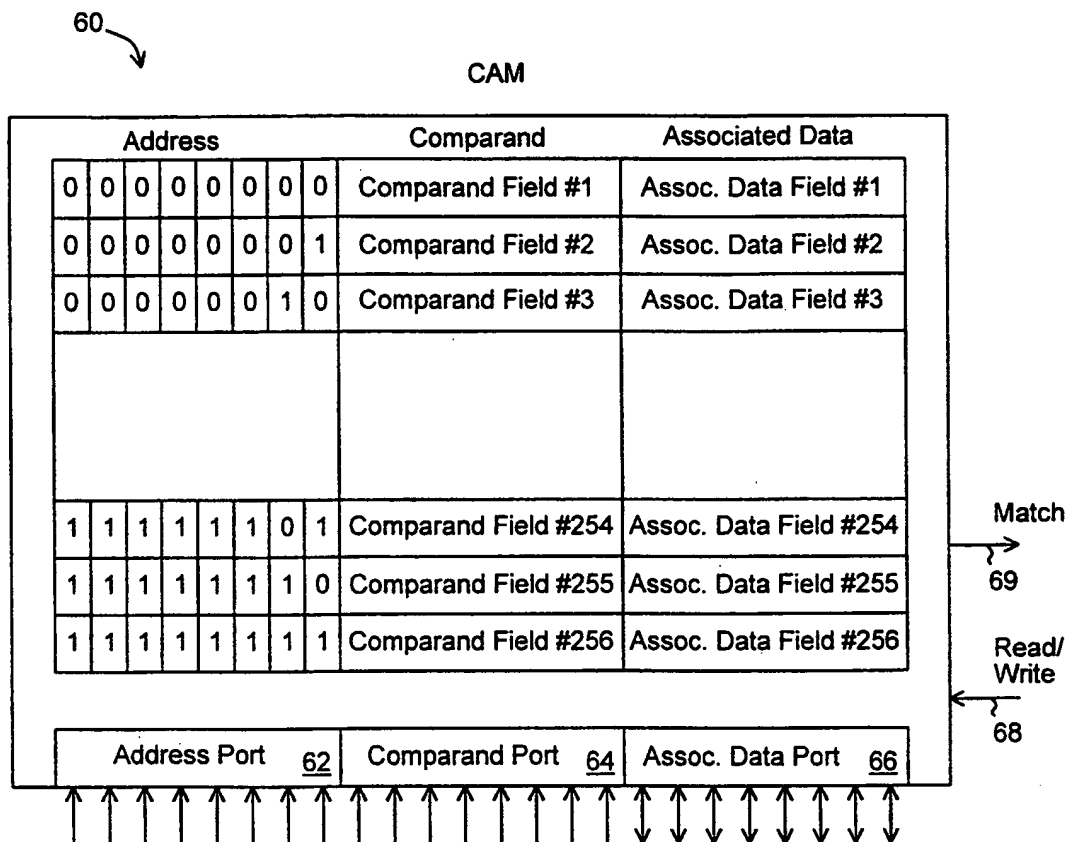 60
CAM
Address Comparand Associated Data
0 0 0 0 0 0 0 0 Comparand Field #1 Assoc. Data Field #1
0 0 0 0 0 0 0 1 Comparand Field #2 Assoc. Data Field #2
0 0 0 0 0 0 1 0 Comparand Field #3 Assoc. Data Field #3
1 1 1 1 1 1 0 1 Comparand Field #254 Assoc. Data Field #254
Match
69
1 1 1 1 1 1 1 0 Comparand Field #255 Assoc. Data Field #255
1 1 1 1 1 1 1 1 Comparand Field #256 Assoc. Data Field #256
Read/
Write
68
Address Port 62 Comparand Port 64 Assoc. Data Port 66